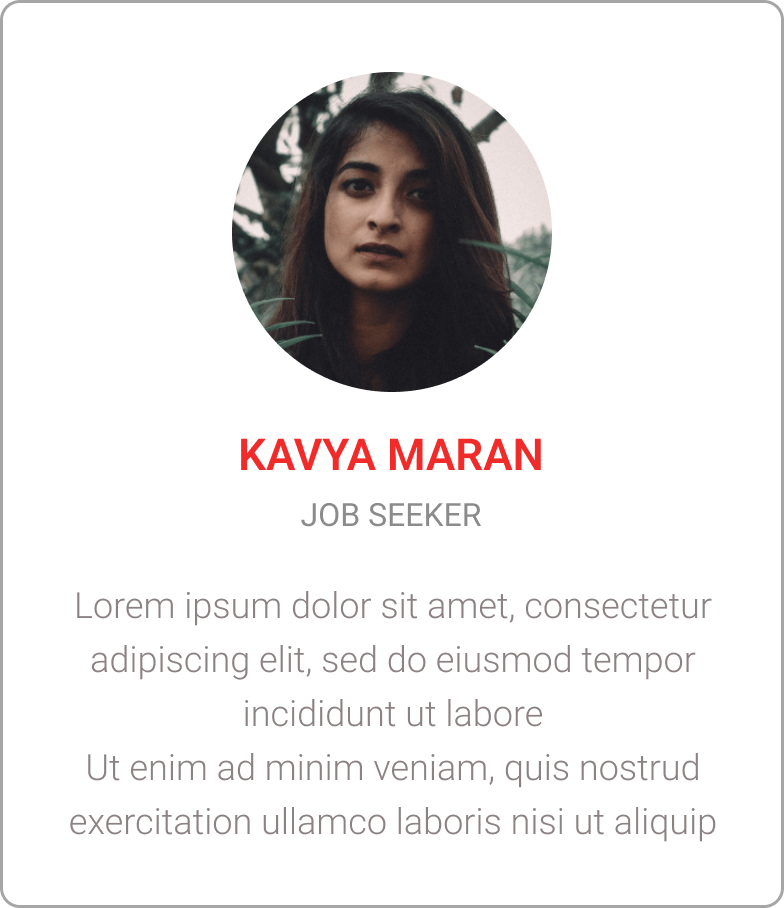 KAVYA MARAN
JOB SEEKER
Lorem ipsum dolor sit amet, consectetur
adipiscing elit, sed do eiusmod tempor
incididunt ut labore
Ut enim ad minim veniam, quis nostrud
exercitation ullamco laboris nisi ut aliquip